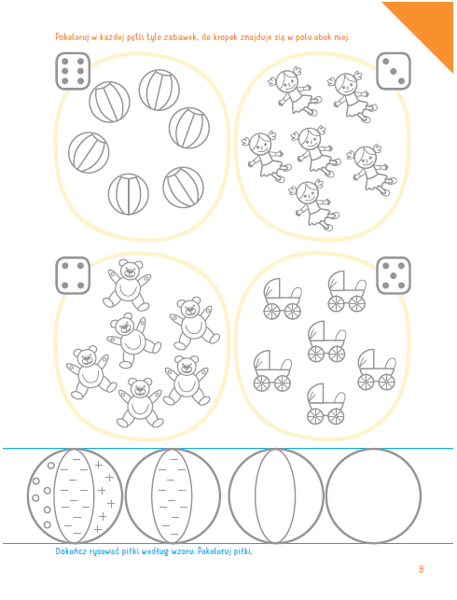 Pokoloruj w każdej pętli tyle zabawek, ile kropek znajduje się w polu obok niej.
Dokończ rysować piłki według wzoru. Pokoloruj piłki.
9